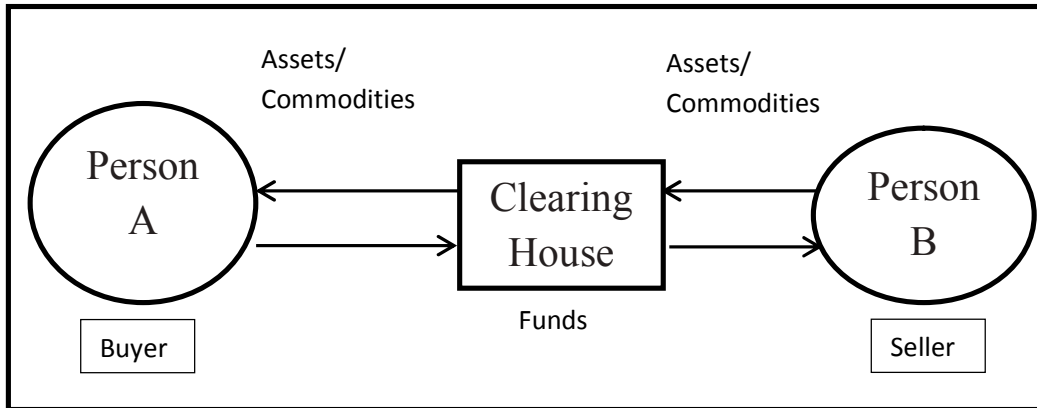 Assets/
Commodities
Assets/
Commodities
Person
A
Clearing
House
Person
B
Funds
Buyer
Seller